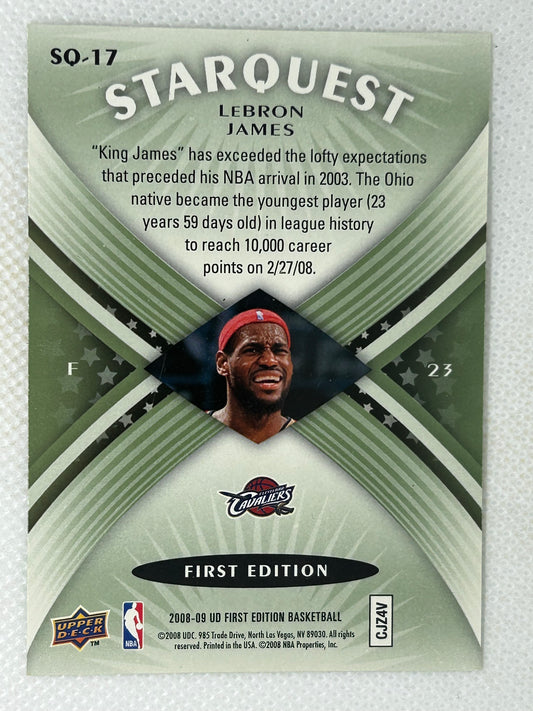 SQ-17
STARQUEST
LEBRON
JAMES
“King James” has exceeded the lofty expectations
that preceded his NBA arrival in 2003. The Ohio
native became the youngest player (23
years 59 days old) in league history
to reach 10,000 career
points on 2/27/08.
F
23
CLEVELAND
CAVALIERS
FIRST EDITION
2008-09 UD FIRST EDITION BASKETBALL
©2008 UDC. 985 Trade Drive, North Las Vegas, NV 89030. All rights
reserved. Printed in the USA. ©2008 NBA Properties, Inc.
UPPER
D·E·C·K
TM
NBA
CJZ4V